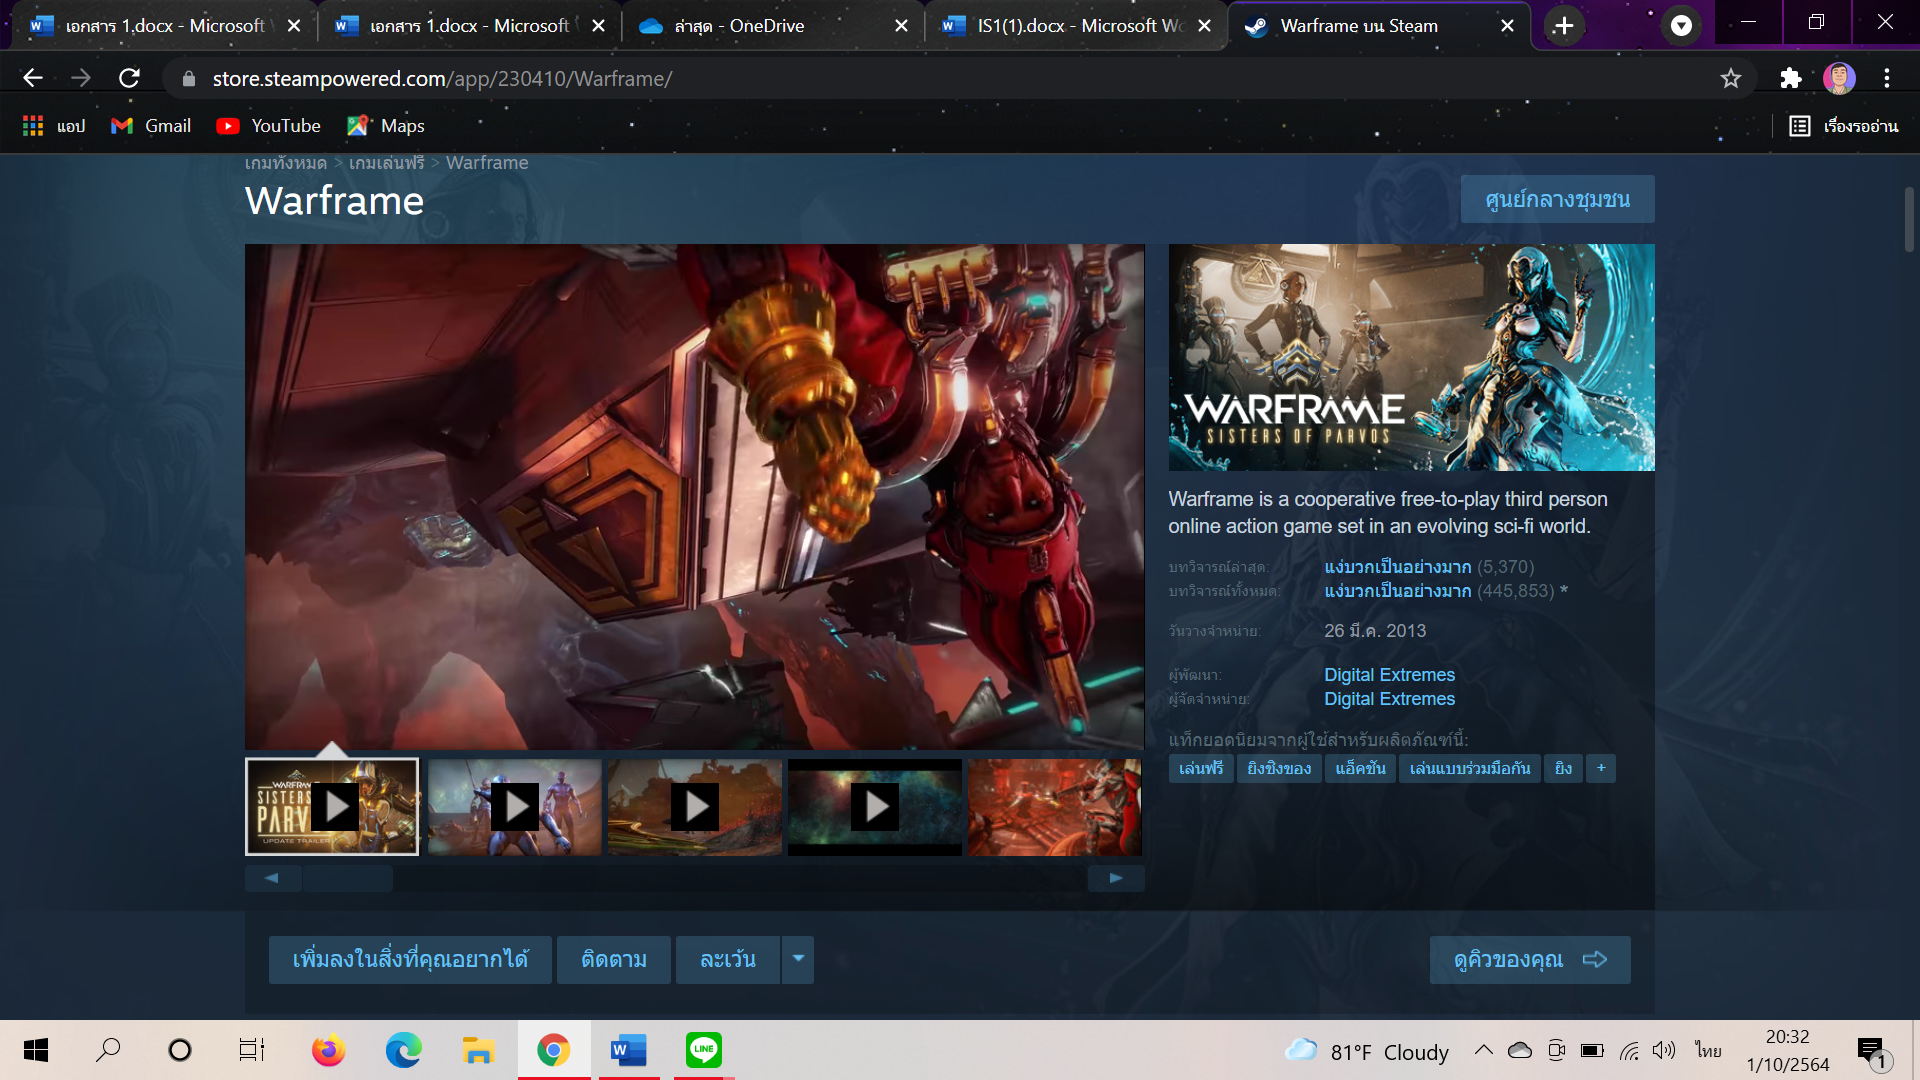 เอกสาร 1.docx - Microsoft
เอกสาร 1.docx - Microsoft
ล่าสุด - OneDrive
IS1(1).docx - Microsoft Wo
Warframe บน Steam
store.steampowered.com/app/230410/Warframe/
แอป
Gmail
YouTube
Maps
เรื่องรออ่าน
เกมทั้งหมด > เกมเล่นฟรี > Warframe
Warframe
ศูนย์กลางชุมชน
WARFRAME
SISTERS OF PARVOS
Warframe is a cooperative free-to-play third person
online action game set in an evolving sci-fi world.
บทวิจารณ์ล่าสุด: แง่บวกเป็นอย่างมาก (5,370)
บทวิจารณ์ทั้งหมด: แง่บวกเป็นอย่างมาก (445,853) *
วันวางจำหน่าย: 26 มี.ค. 2013
ผู้พัฒนา: Digital Extremes
ผู้จัดจำหน่าย: Digital Extremes
แท็กยอดนิยมจากผู้ใช้สำหรับผลิตภัณฑ์นี้:
เล่นฟรี ยิงชิงของ แอ็คชัน เล่นแบบร่วมมือกัน ยิง +
WARFRAM
SISTERS
PARV
UPDATE TRAILER
เพิ่มลงในสิ่งที่คุณอยากได้
ติดตาม
ละเว้น
ดูคิวของคุณ
W
LINE
81°F Cloudy
ไทย
20:32
1/10/2564
1